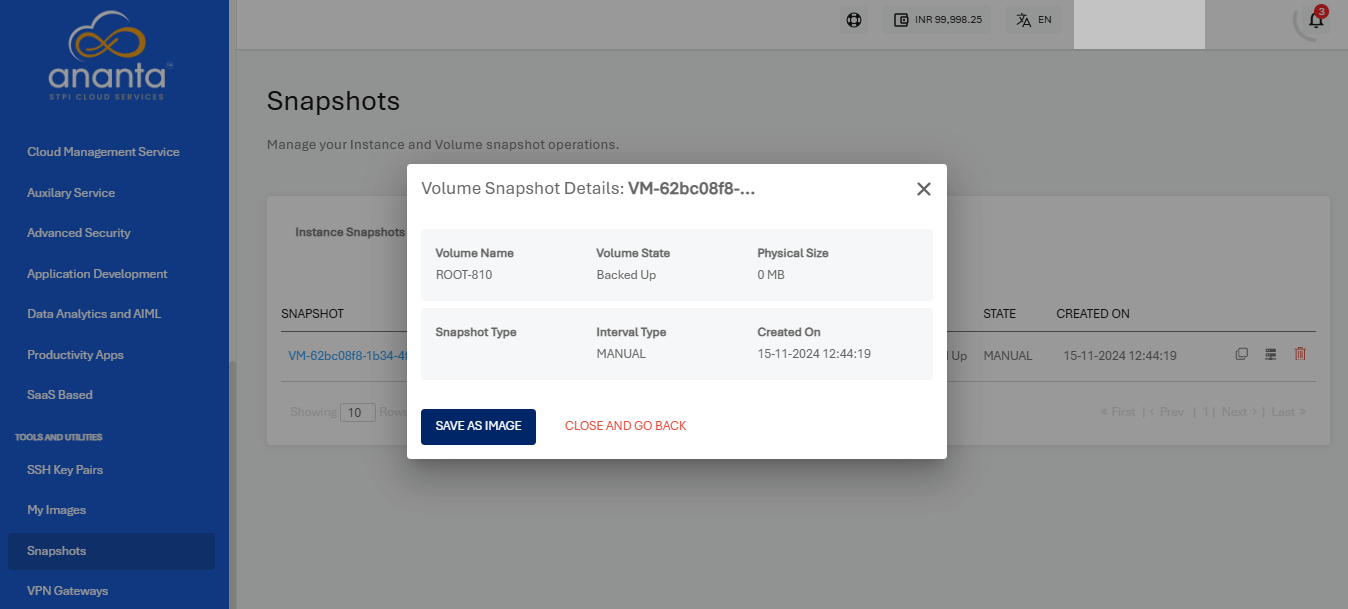 ananta
STPI CLOUD SERVICES
Cloud Management Service
Auxilary Service
Advanced Security
Application Development
Data Analytics and AIML
Productivity Apps
SaaS Based
TOOLS AND UTILITIES
SSH Key Pairs
My Images
Snapshots
VPN Gateways
INR 99,998.25
EN
3
Snapshots
Manage your Instance and Volume snapshot operations.
Instance Snapshots
SNAPSHOT STATE CREATED ON
VM-62bc08f8-1b34-4f Up MANUAL 15-11-2024 12:44:19
Showing 10 Rows « First | ‹ Prev | 1 | Next › | Last »
Volume Snapshot Details: VM-62bc08f8-...
Volume Name Volume State Physical Size
ROOT-810 Backed Up 0 MB
Snapshot Type Interval Type Created On
MANUAL 15-11-2024 12:44:19
SAVE AS IMAGE CLOSE AND GO BACK